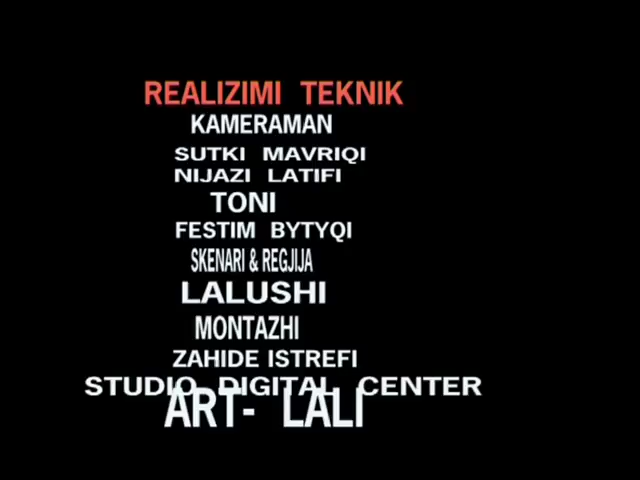 REALIZIMI TEKNIK
KAMERAMAN
SUTKI MAVRIQI
NIJAZI LATIFI
TONI
FESTIM BYTYQI
SKENARI & REGJIJA
LALUSHI
MONTAZHI
ZAHIDE ISTREFI
STUDIO DIGITAL CENTER
ART- LALI